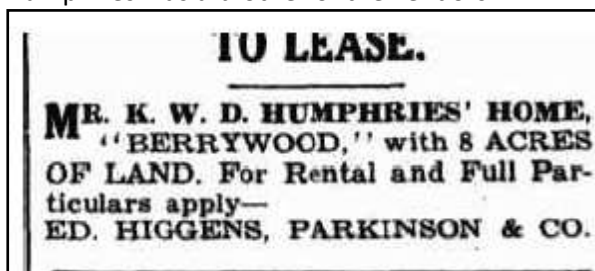 TO LEASE.
MR. K. W. D. HUMPHRIES' HOME,
"BERRYWOOD," with 8 ACRES
OF LAND. For Rental and Full Par-
ticulars apply—
ED. HIGGENS, PARKINSON & CO.